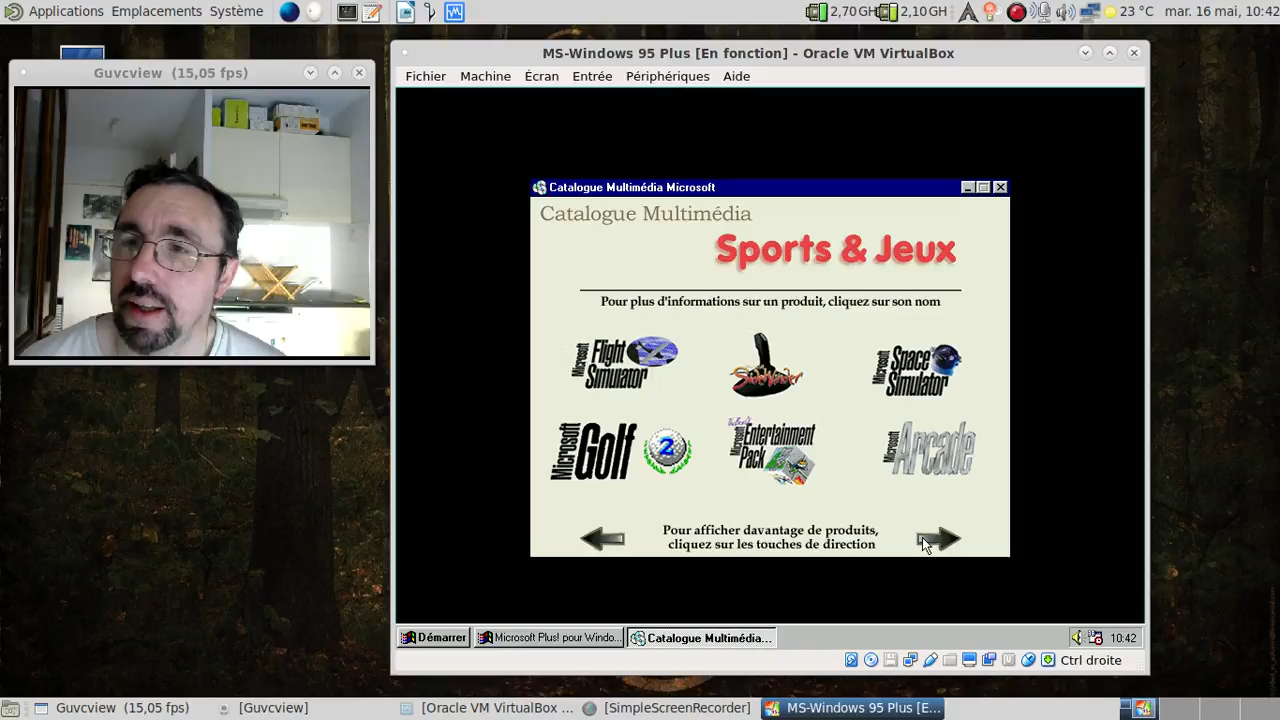 Applications Emplacements Système 2,70 GH 2,10 GH 23 °C mar. 16 mai, 10:42
Guvcview (15,05 fps)
MS-Windows 95 Plus [En fonction] - Oracle VM VirtualBox
Fichier Machine Écran Entrée Périphériques Aide
Catalogue Multimédia Microsoft
Catalogue Multimédia
Sports & Jeux
Pour plus d'informations sur un produit, cliquez sur son nom
Microsoft Flight Simulator
SideWinder
Microsoft Space Simulator
Microsoft Golf 2
The Best of Microsoft Entertainment Pack
Microsoft Arcade
Pour afficher davantage de produits,
cliquez sur les touches de direction
Démarrer Microsoft Plus! pour Windo... Catalogue Multimédia... 10:42
Ctrl droite
Guvcview (15,05 fps) [Guvcview] [Oracle VM VirtualBox ... [SimpleScreenRecorder] MS-Windows 95 Plus [E...